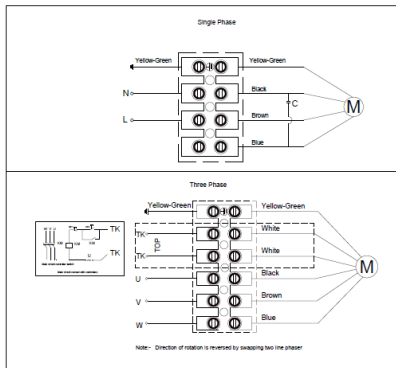 Single Phase
Yellow-Green
Yellow-Green
N
Black
C
M
L
Brown
Blue
Three Phase
Yellow-Green
Yellow-Green
TK
TK
White
TOP
TK
TK
White
U
Black
M
V
Brown
W
Blue
Note:- Direction of rotation is reversed by swapping two line phaser